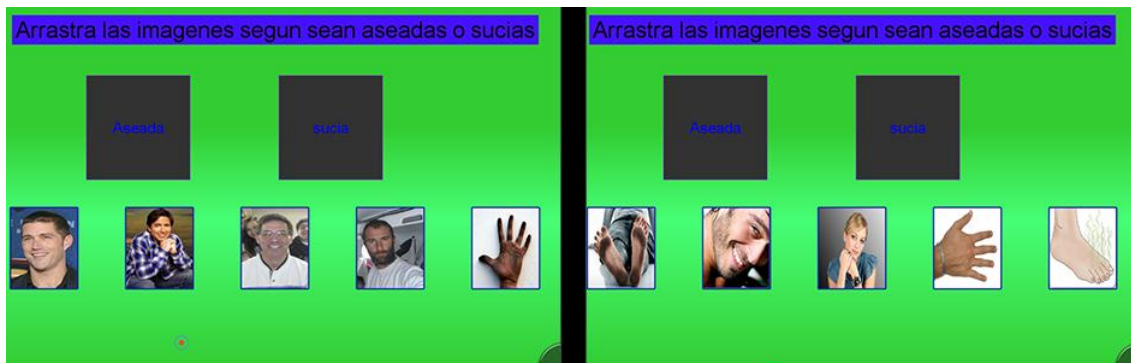 Arrastra las imagenes segun sean aseadas o sucias
Aseada
sucia
Arrastra las imagenes segun sean aseadas o sucias
Aseada
sucia